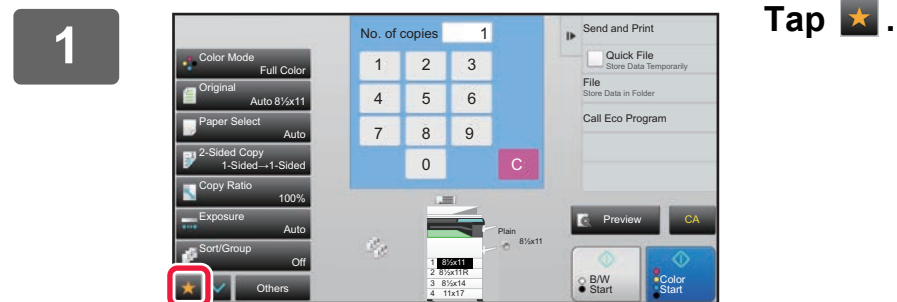 1
Tap ★.
Color Mode
Full Color
Original
Auto 8½x11
Paper Select
Auto
2-Sided Copy
1-Sided→1-Sided
Copy Ratio
100%
Exposure
Auto
Sort/Group
Off
Others
No. of copies 1
1 2 3
4 5 6
7 8 9
0 C
Plain
8½x11
1 8½x11
2 8½x11R
3 8½x14
4 11x17
Send and Print
Quick File
Store Data Temporarily
File
Store Data in Folder
Call Eco Program
Preview
CA
B/W
Start
Color
Start